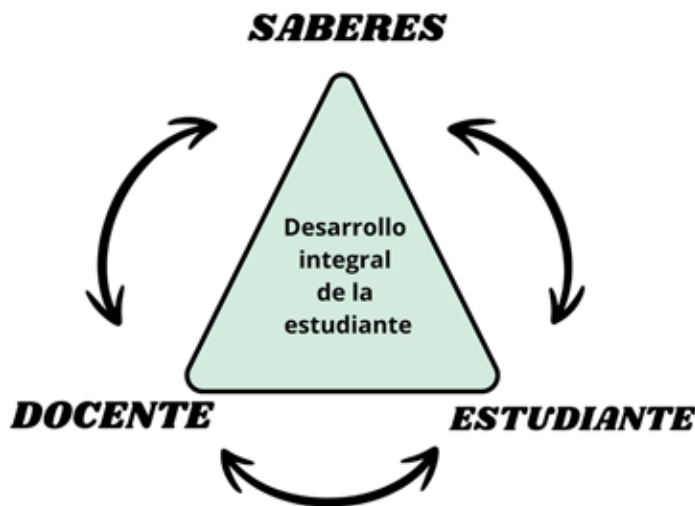 SABERES
Desarrollo
integral
de la
estudiante
DOCENTE
ESTUDIANTE